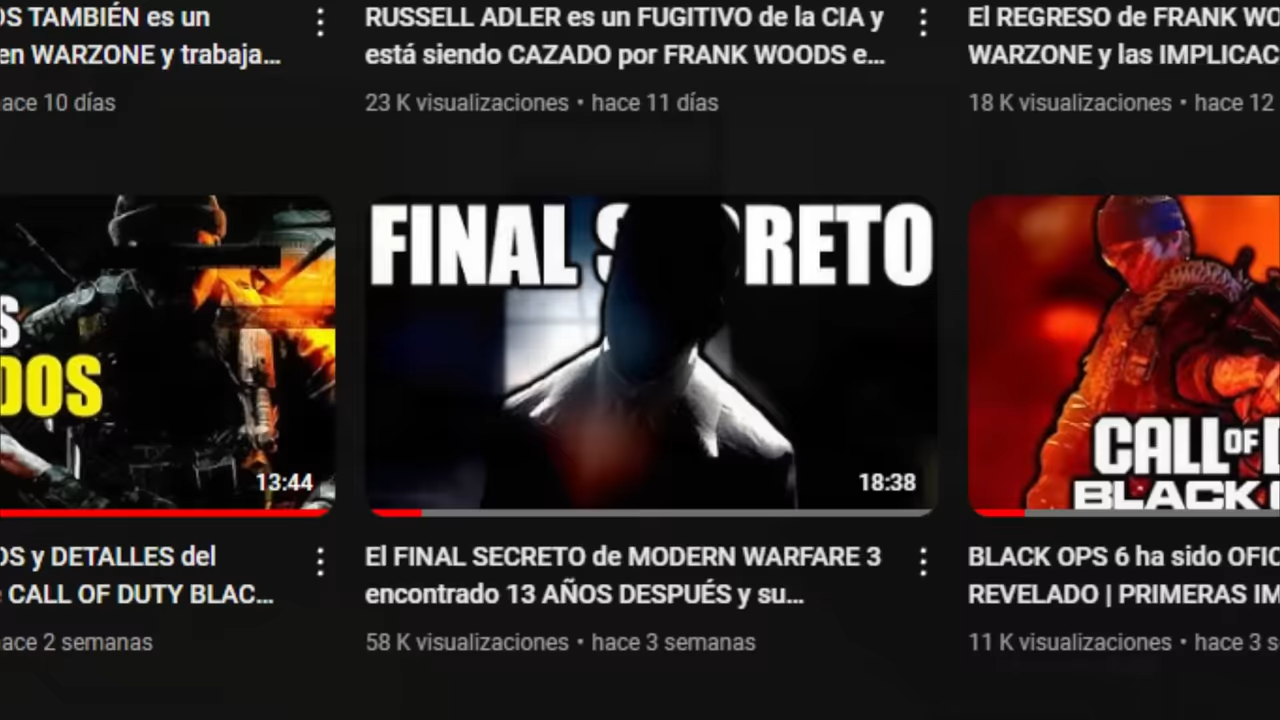 OS TAMBIÉN es un
en WARZONE y trabaja...
ace 10 días
RUSSELL ADLER es un FUGITIVO de la CIA y
está siendo CAZADO por FRANK WOODS e...
23 K visualizaciones • hace 11 días
El REGRESO de FRANK WO
WARZONE y las IMPLICAC
18 K visualizaciones • hace 12
S
DOS
13:44
FINAL S RETO
18:38
CALL OF D
BLACK
OS y DETALLES del
CALL OF DUTY BLAC...
ace 2 semanas
El FINAL SECRETO de MODERN WARFARE 3
encontrado 13 AÑOS DESPUÉS y su...
58 K visualizaciones • hace 3 semanas
BLACK OPS 6 ha sido OFIC
REVELADO | PRIMERAS IM
11 K visualizaciones • hace 3 s